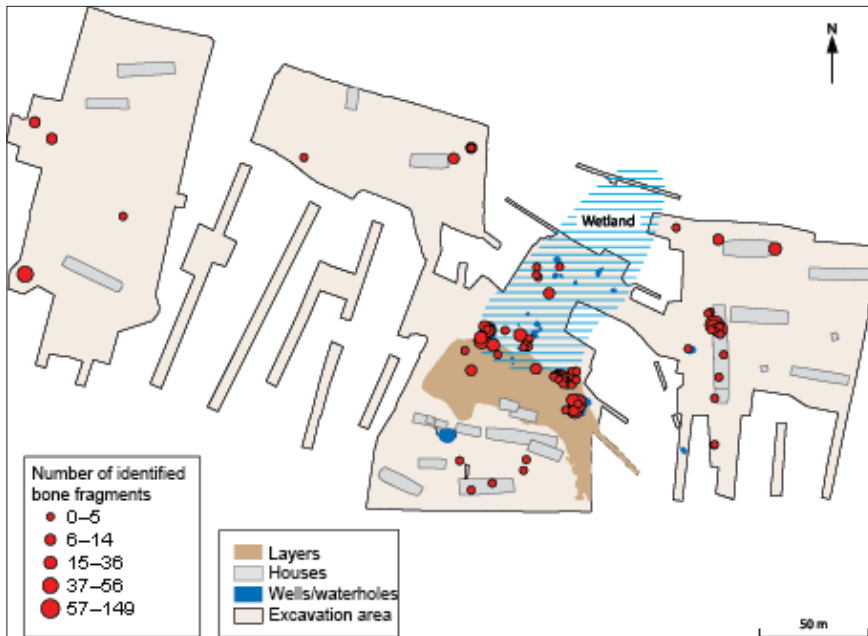 N
Wetland
Number of identified
bone fragments
0–5
6–14
15–36
37–56
57–149
Layers
Houses
Wells/waterholes
Excavation area
50 m